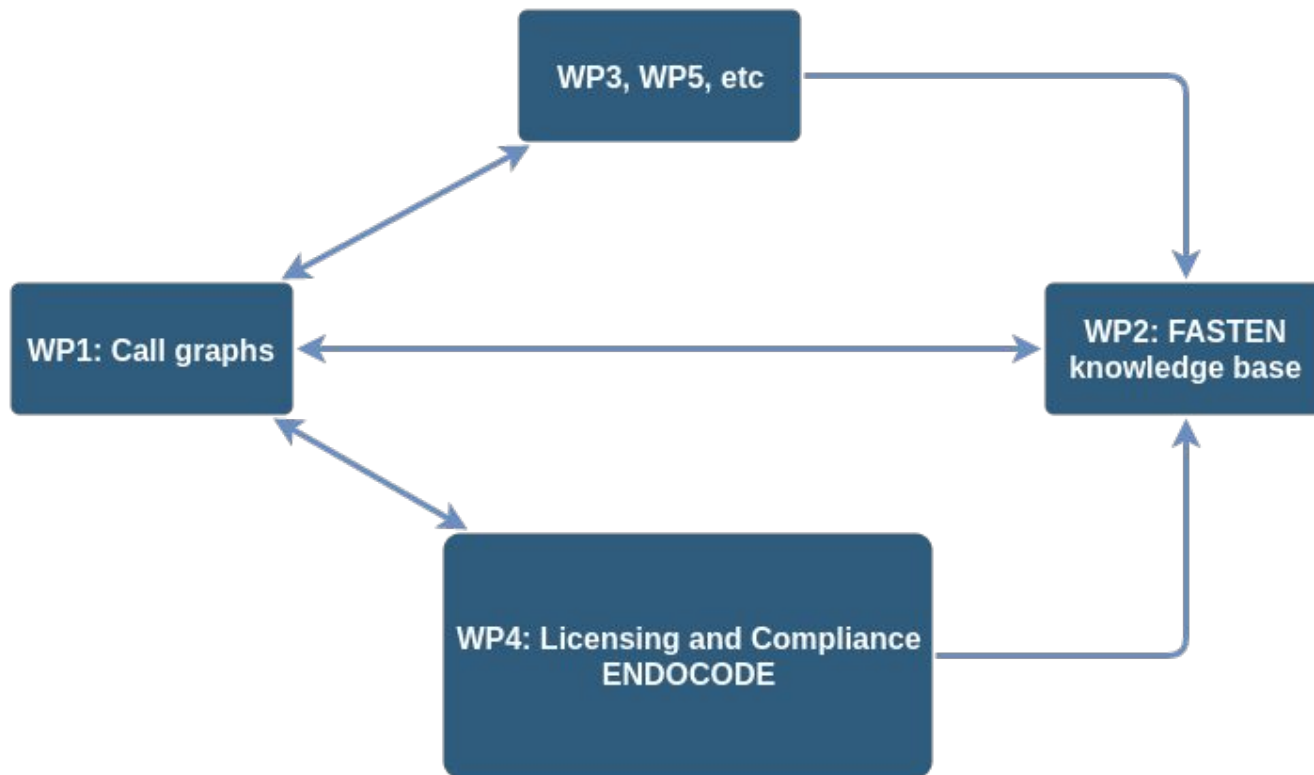 WP3, WP5, etc
WP1: Call graphs
WP2: FASTEN
knowledge base
WP4: Licensing and Compliance
ENDOCODE